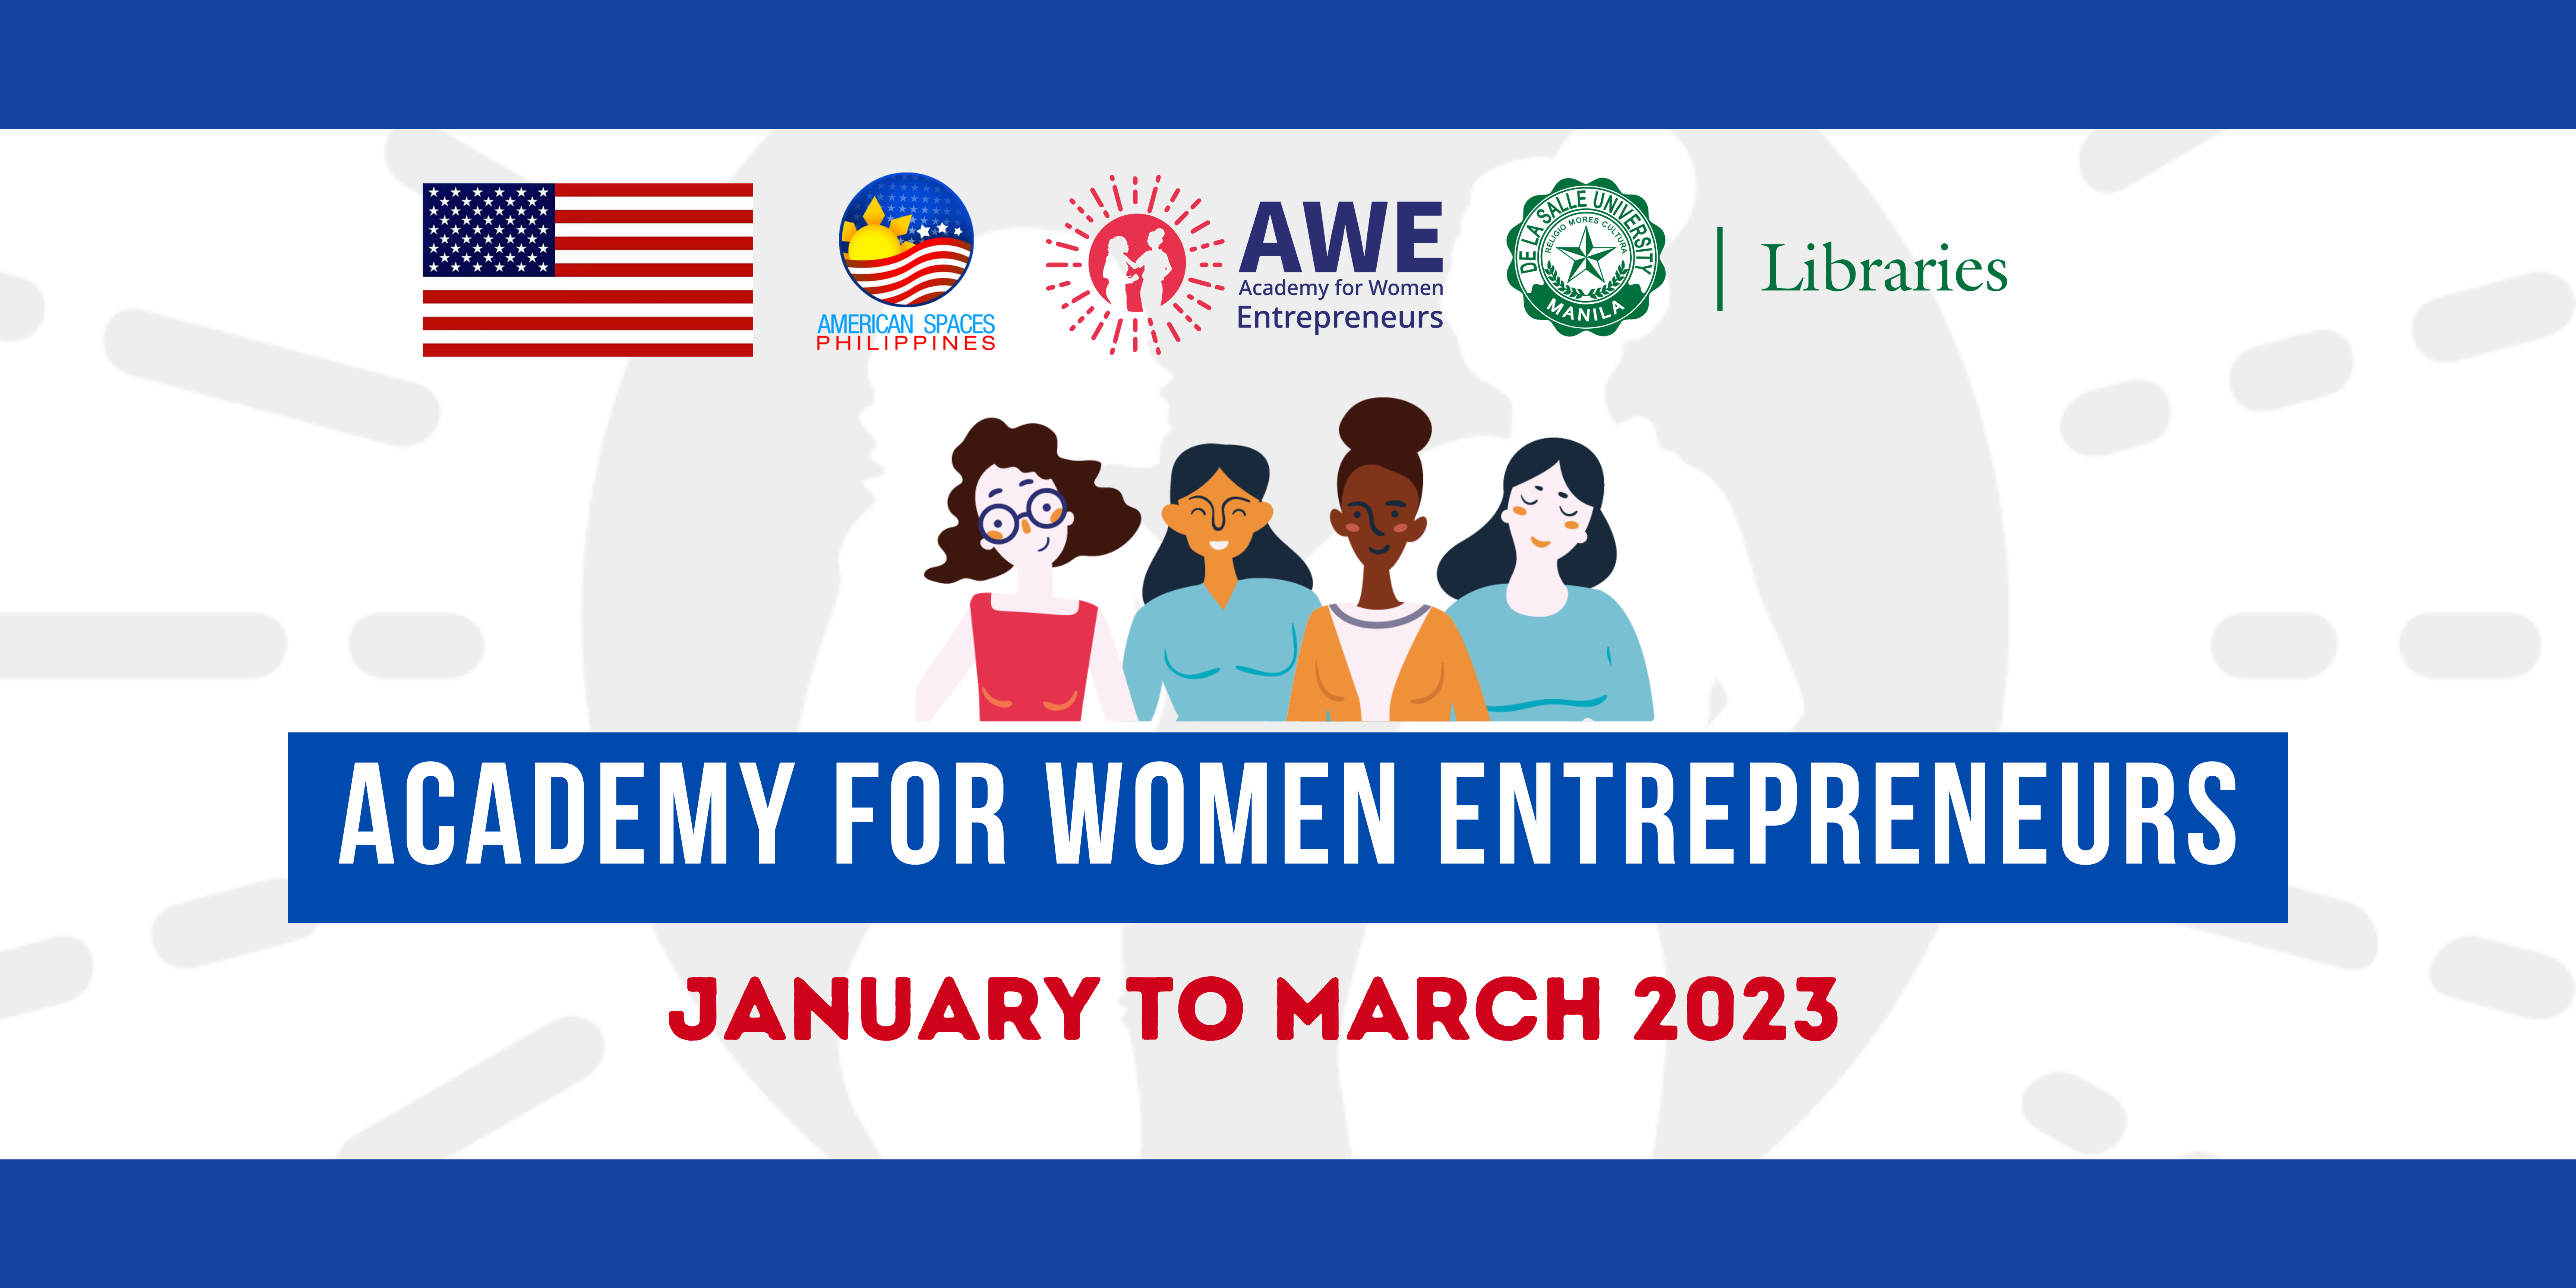 AMERICAN SPACES
PHILIPPINES
AWE
Academy for Women
Entrepreneurs
DE LA SALLE UNIVERSITY
RELIGIO MORES CULTURA
MANILA
Libraries
ACADEMY FOR WOMEN ENTREPRENEURS
JANUARY TO MARCH 2023